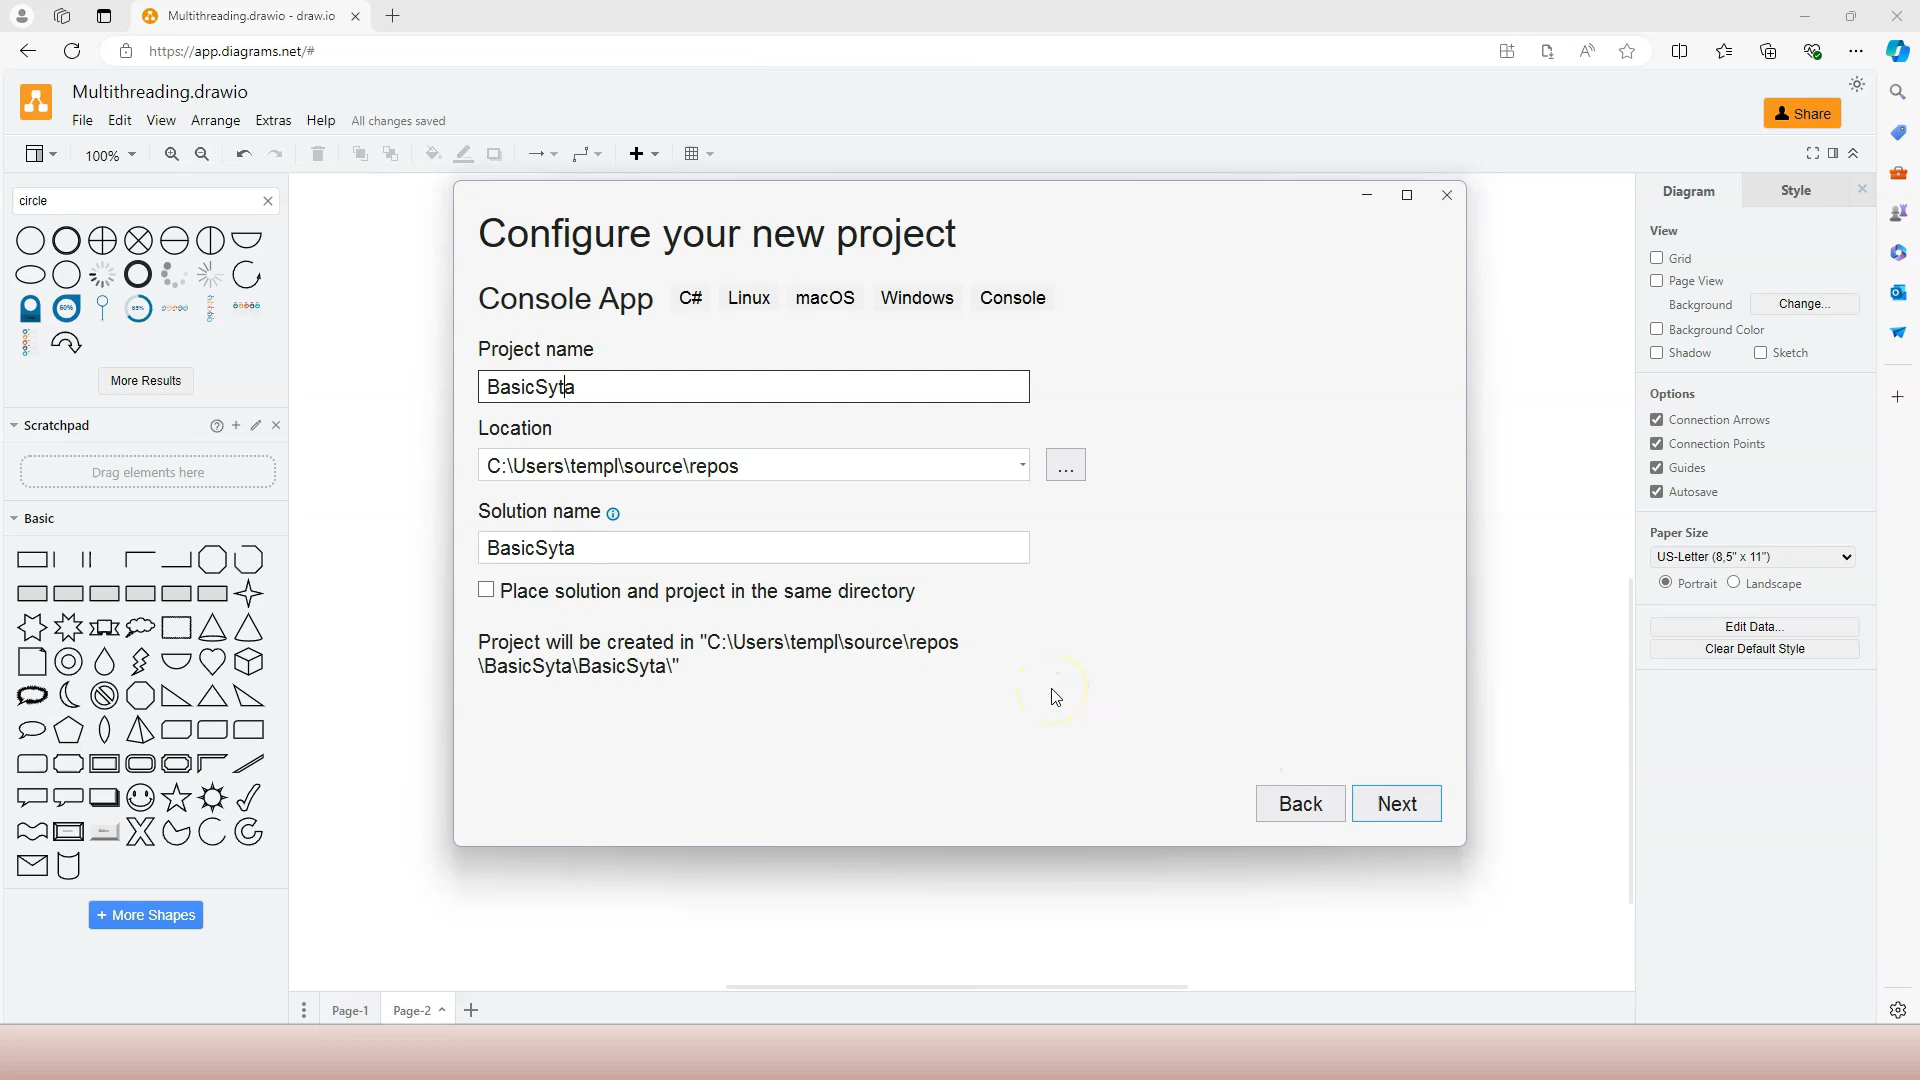 Multithreading.drawio - draw.io
https://app.diagrams.net/#
Multithreading.drawio
File Edit View Arrange Extras Help All changes saved
Share
100%
circle
60%
65%
More Results
Scratchpad
Drag elements here
Basic
+ More Shapes
Configure your new project
Console App C# Linux macOS Windows Console
Project name
BasicSyta
Location
C:\Users\templ\source\repos
...
Solution name
BasicSyta
Place solution and project in the same directory
Project will be created in "C:\Users\templ\source\repos
\BasicSyta\BasicSyta\"
Back Next
Diagram Style
View
Grid
Page View
Background Change...
Background Color
Shadow Sketch
Options
Connection Arrows
Connection Points
Guides
Autosave
Paper Size
US-Letter (8,5" x 11")
Portrait Landscape
Edit Data...
Clear Default Style
Page-1 Page-2